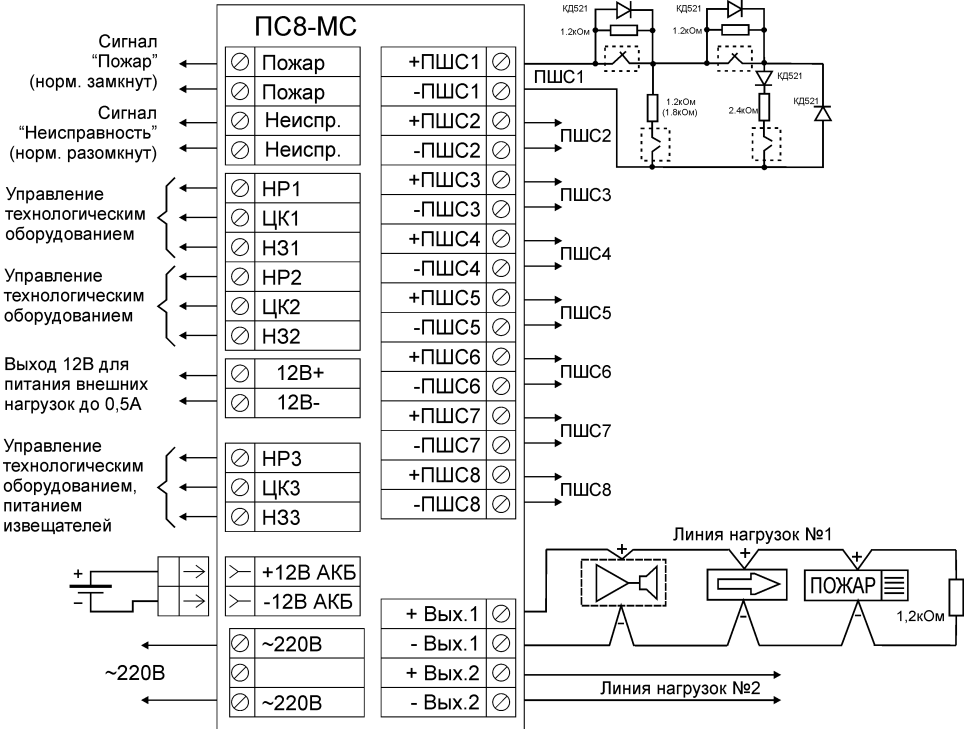 ПС8-МС
Сигнал
“Пожар”
(норм. замкнут)
Сигнал
“Неисправность”
(норм. разомкнут)
Управление
технологическим
оборудованием
Управление
технологическим
оборудованием
Выход 12В для
питания внешних
нагрузок до 0,5А
Управление
технологическим
оборудованием,
питанием
извещателей
+
−
~220В
Пожар
Пожар
Неиспр.
Неиспр.
НР1
ЦК1
НЗ1
НР2
ЦК2
НЗ2
12В+
12В-
НР3
ЦК3
НЗ3
+12В АКБ
-12В АКБ
~220В
~220В
+ПШС1
-ПШС1
+ПШС2
-ПШС2
+ПШС3
-ПШС3
+ПШС4
-ПШС4
+ПШС5
-ПШС5
+ПШС6
-ПШС6
+ПШС7
-ПШС7
+ПШС8
-ПШС8
+ Вых.1
- Вых.1
+ Вых.2
- Вых.2
КД521
1.2кОм
КД521
1.2кОм
ПШС1
1.2кОм
(1.8кОм)
КД521
2.4кОм
КД521
ПШС2
ПШС3
ПШС4
ПШС5
ПШС6
ПШС7
ПШС8
Линия нагрузок №1
+
+
+
ПОЖАР
1,2кОм
-
-
-
Линия нагрузок №2